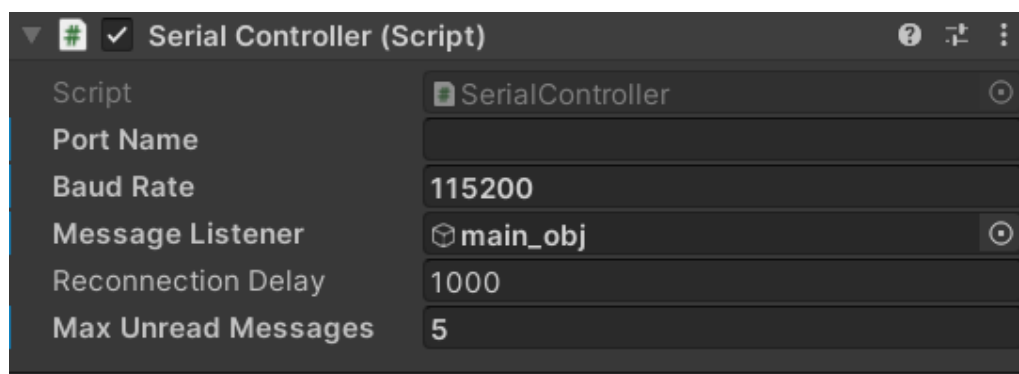 Serial Controller (Script)
Script SerialController
Port Name
Baud Rate 115200
Message Listener main_obj
Reconnection Delay 1000
Max Unread Messages 5